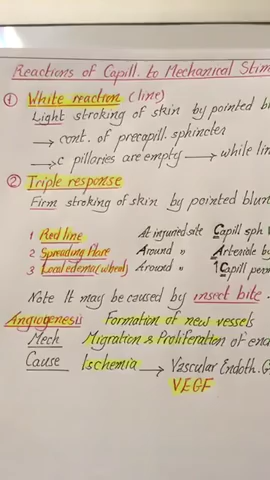 Reactions of Capill. to Mechanical Stim
① White reaction (line)
Light stroking of skin by pointed bl
→ cont. of precapill. sphincter
→ c pillories are empty → while lin
② Triple response
Firm stroking of skin by pointed blun
1 Red line At injuried site Capill sph V
2 Spreading flare Around " Arteriole by
3 Local edema (wheal) Around " ↑Capill perm
Note It may be caused by insect bite -
Angiogenesis Formation of new vessels
Mech Migration & Proliferation of end
Cause Ischemia → Vascular Endoth. G
VEGF